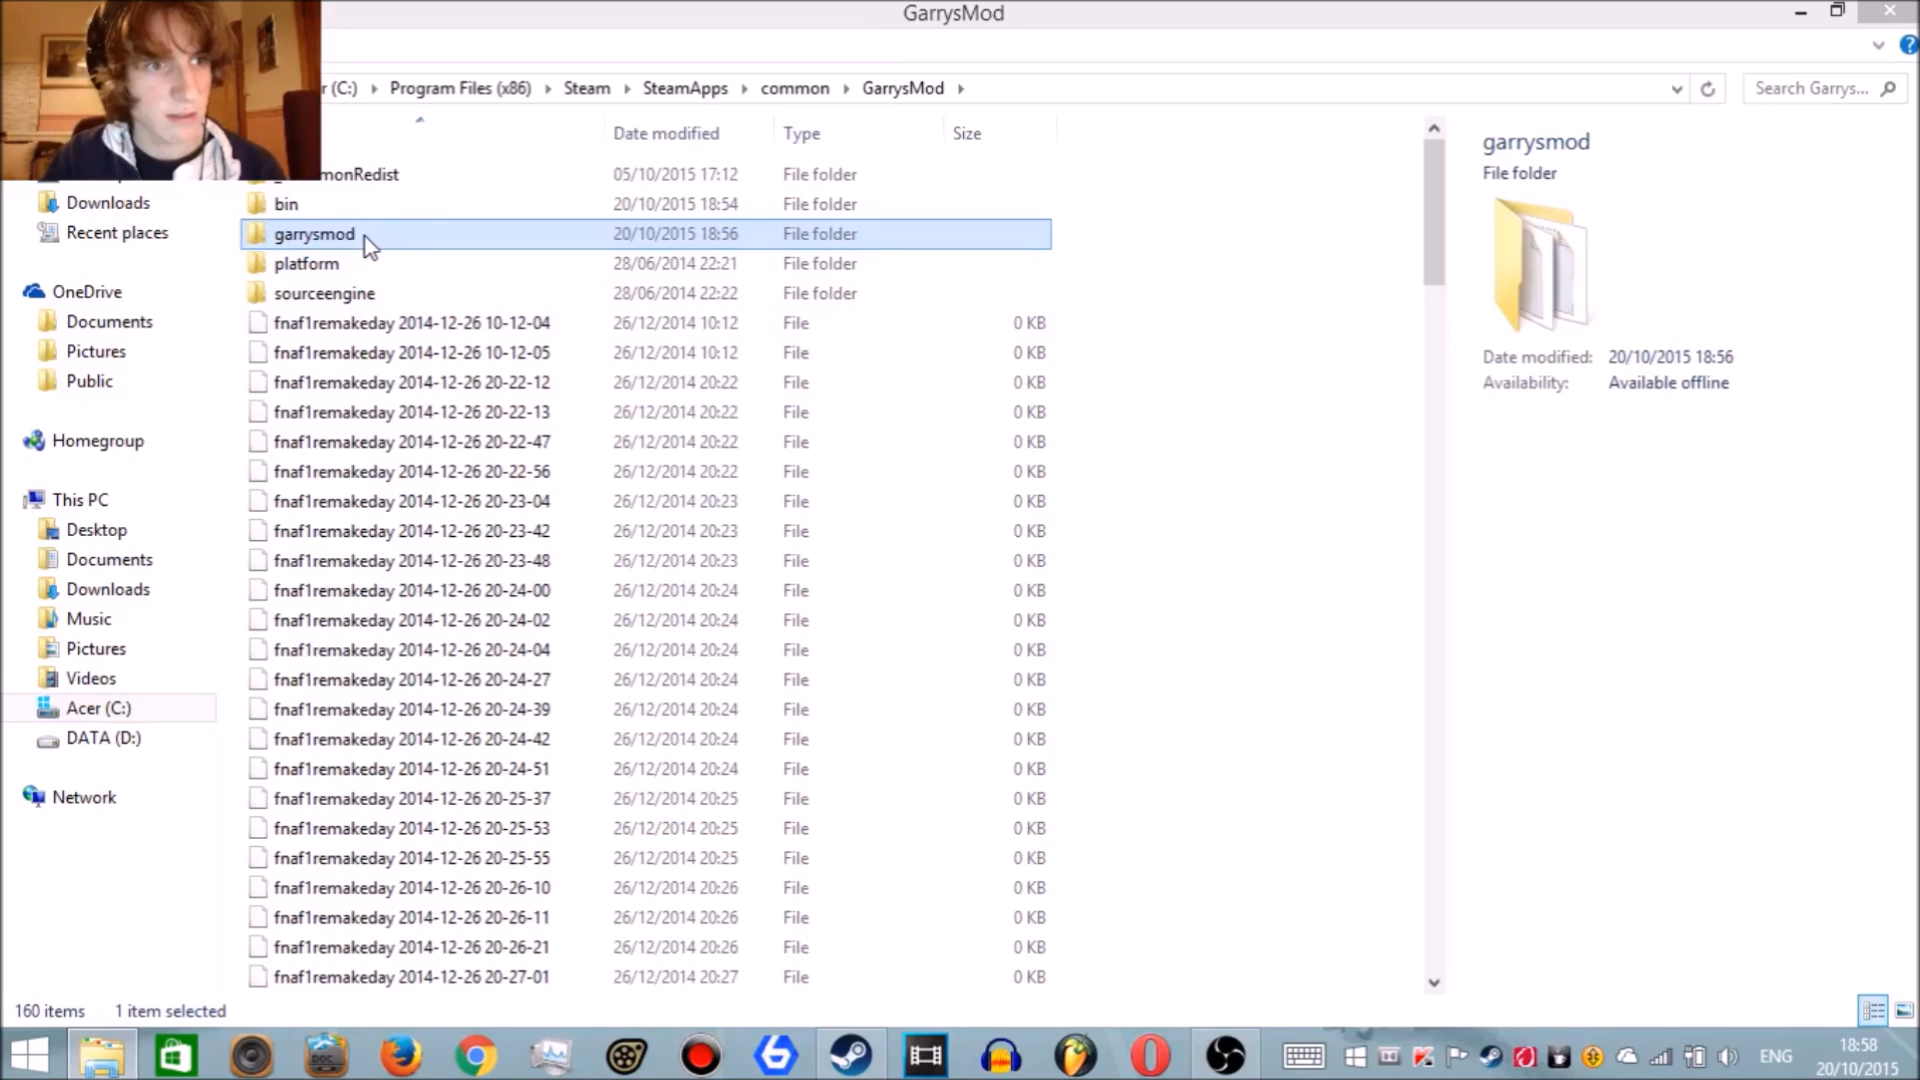 GarrysMod
r (C:) Program Files (x86) Steam SteamApps common GarrysMod
Search Garrys...
Date modified Type Size
monRedist 05/10/2015 17:12 File folder
bin 20/10/2015 18:54 File folder
garrysmod 20/10/2015 18:56 File folder
platform 28/06/2014 22:21 File folder
sourceengine 28/06/2014 22:22 File folder
fnaf1remakeday 2014-12-26 10-12-04 26/12/2014 10:12 File 0 KB
fnaf1remakeday 2014-12-26 10-12-05 26/12/2014 10:12 File 0 KB
fnaf1remakeday 2014-12-26 20-22-12 26/12/2014 20:22 File 0 KB
fnaf1remakeday 2014-12-26 20-22-13 26/12/2014 20:22 File 0 KB
fnaf1remakeday 2014-12-26 20-22-47 26/12/2014 20:22 File 0 KB
fnaf1remakeday 2014-12-26 20-22-56 26/12/2014 20:22 File 0 KB
fnaf1remakeday 2014-12-26 20-23-04 26/12/2014 20:23 File 0 KB
fnaf1remakeday 2014-12-26 20-23-42 26/12/2014 20:23 File 0 KB
fnaf1remakeday 2014-12-26 20-23-48 26/12/2014 20:23 File 0 KB
fnaf1remakeday 2014-12-26 20-24-00 26/12/2014 20:24 File 0 KB
fnaf1remakeday 2014-12-26 20-24-02 26/12/2014 20:24 File 0 KB
fnaf1remakeday 2014-12-26 20-24-04 26/12/2014 20:24 File 0 KB
fnaf1remakeday 2014-12-26 20-24-27 26/12/2014 20:24 File 0 KB
fnaf1remakeday 2014-12-26 20-24-39 26/12/2014 20:24 File 0 KB
fnaf1remakeday 2014-12-26 20-24-42 26/12/2014 20:24 File 0 KB
fnaf1remakeday 2014-12-26 20-24-51 26/12/2014 20:24 File 0 KB
fnaf1remakeday 2014-12-26 20-25-37 26/12/2014 20:25 File 0 KB
fnaf1remakeday 2014-12-26 20-25-53 26/12/2014 20:25 File 0 KB
fnaf1remakeday 2014-12-26 20-25-55 26/12/2014 20:25 File 0 KB
fnaf1remakeday 2014-12-26 20-26-10 26/12/2014 20:26 File 0 KB
fnaf1remakeday 2014-12-26 20-26-11 26/12/2014 20:26 File 0 KB
fnaf1remakeday 2014-12-26 20-26-21 26/12/2014 20:26 File 0 KB
fnaf1remakeday 2014-12-26 20-27-01 26/12/2014 20:27 File 0 KB
Downloads
Recent places
OneDrive
Documents
Pictures
Public
Homegroup
This PC
Desktop
Documents
Downloads
Music
Pictures
Videos
Acer (C:)
DATA (D:)
Network
garrysmod
File folder
Date modified: 20/10/2015 18:56
Availability: Available offline
160 items 1 item selected
DOC
ENG
18:58
20/10/2015